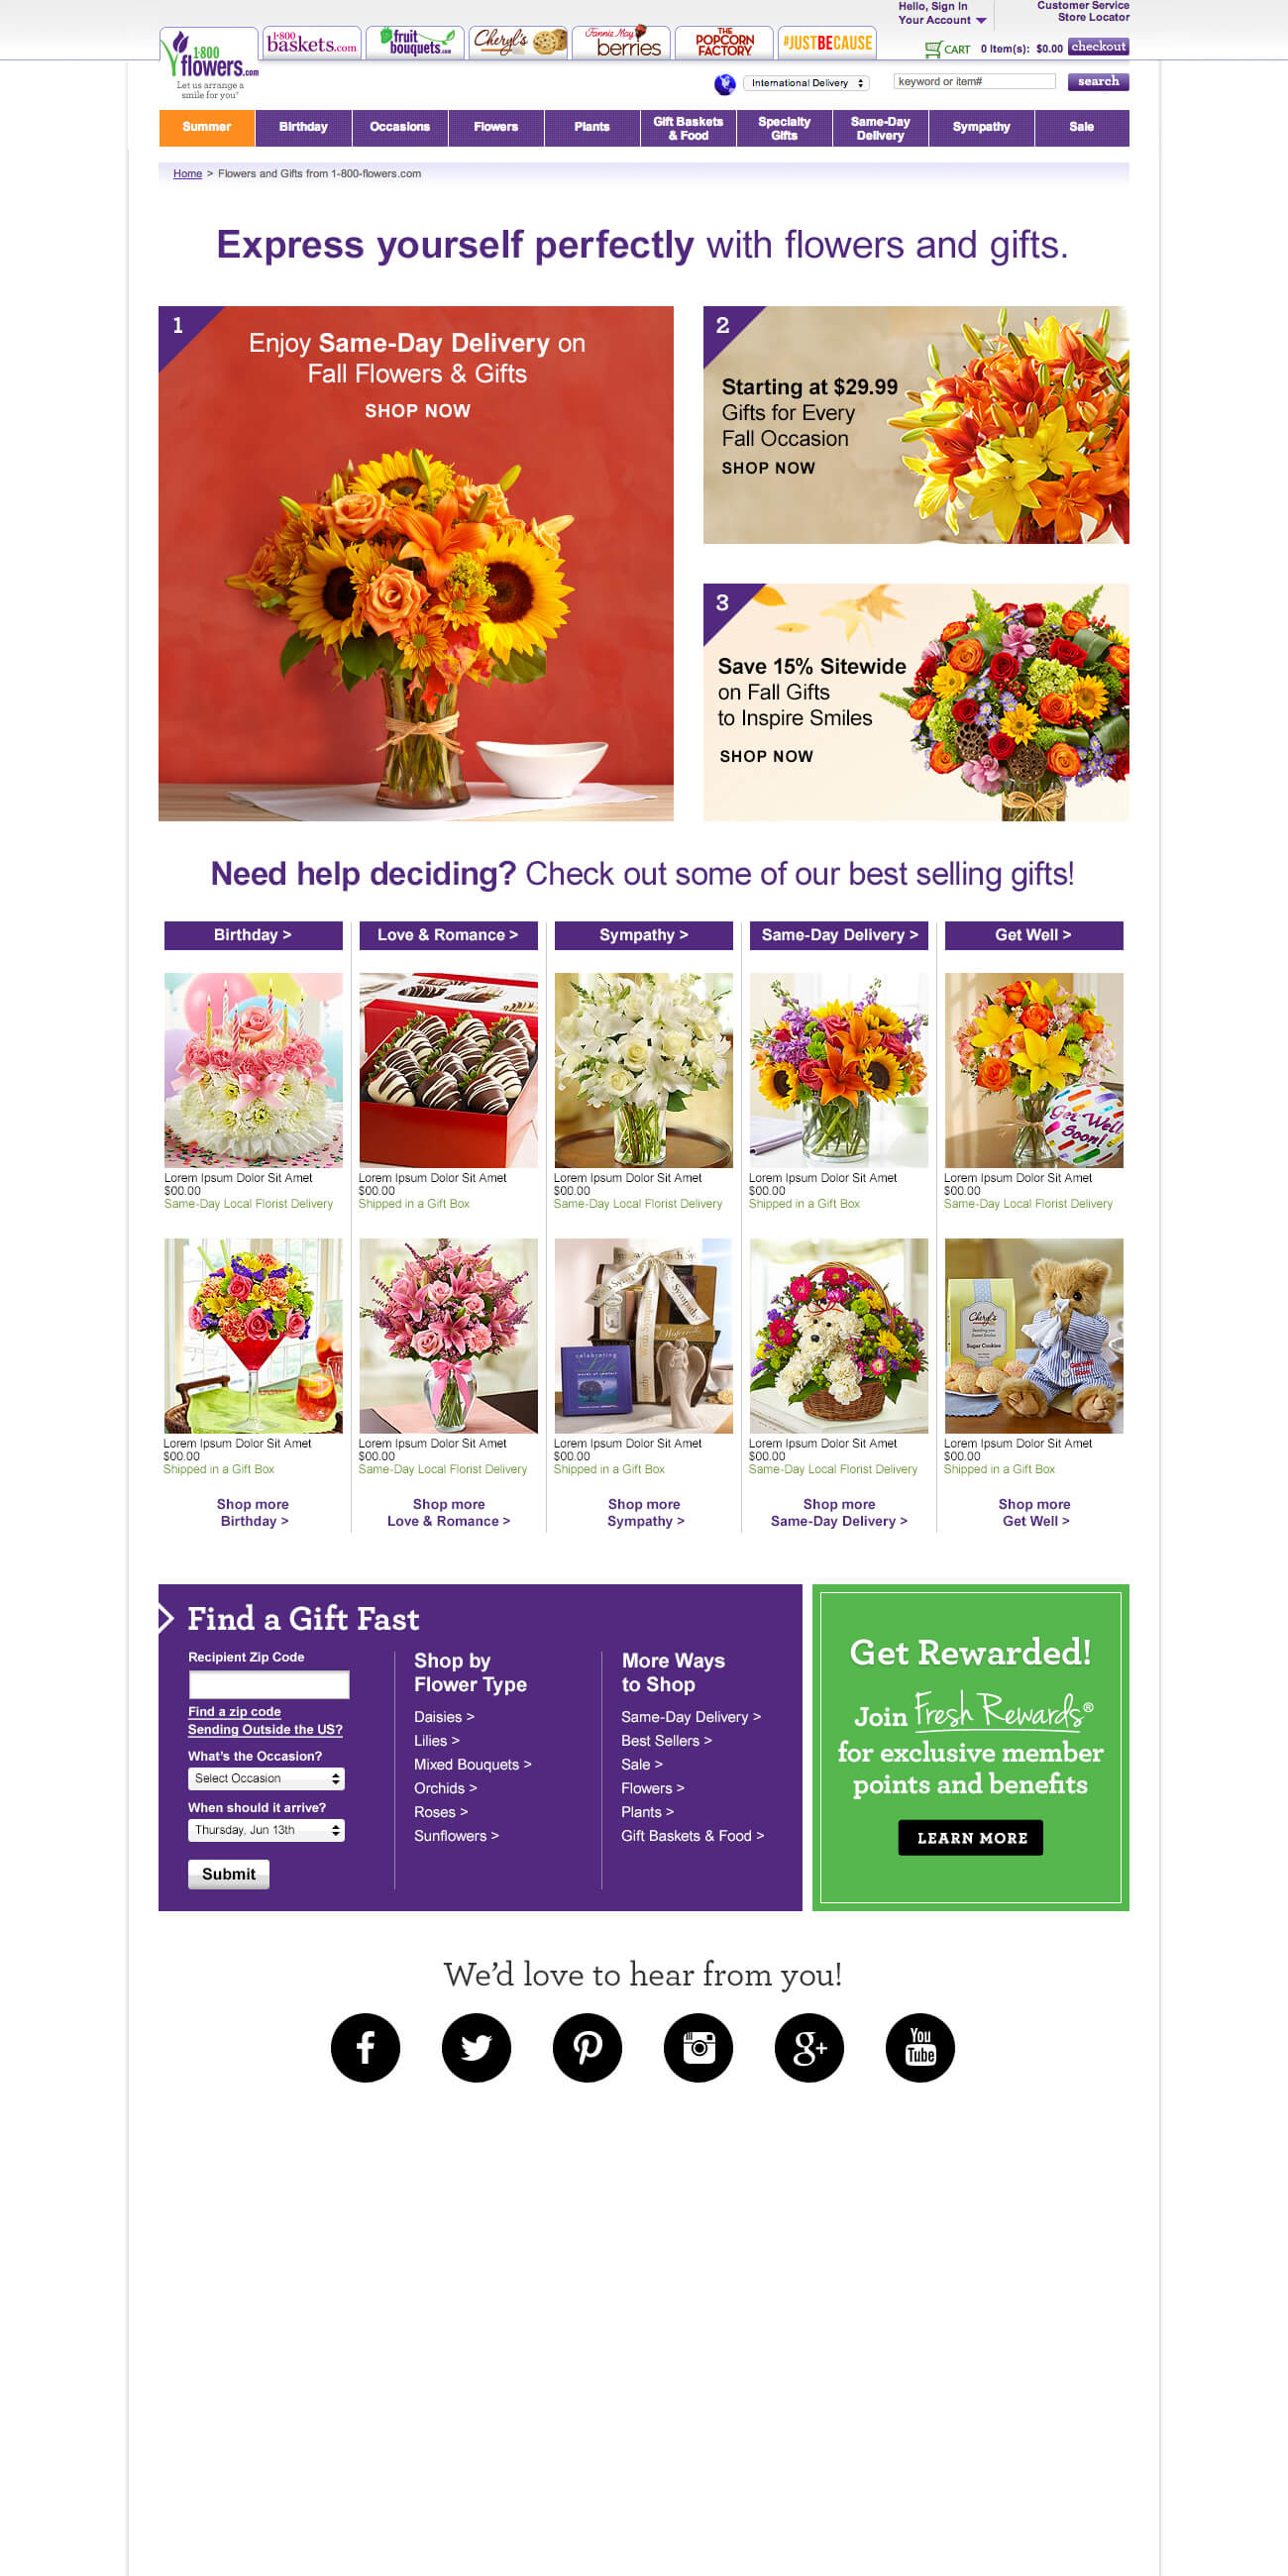 Hello, Sign In
Your Account
Customer Service
Store Locator
1·800
flowers.com
Let us arrange a
smile for you®
1·800
baskets.com
fruit
bouquets.com
Cheryl's
Fannie May
berries
THE
POPCORN
FACTORY
#JUSTBECAUSE
CART
0 Item(s): $0.00
checkout
International Delivery
keyword or item#
search
Summer
Birthday
Occasions
Flowers
Plants
Gift Baskets
& Food
Specialty
Gifts
Same-Day
Delivery
Sympathy
Sale
Home > Flowers and Gifts from 1-800-flowers.com
Express yourself perfectly with flowers and gifts.
1
Enjoy Same-Day Delivery on
Fall Flowers & Gifts
SHOP NOW
2
Starting at $29.99
Gifts for Every
Fall Occasion
SHOP NOW
3
Save 15% Sitewide
on Fall Gifts
to Inspire Smiles
SHOP NOW
Need help deciding? Check out some of our best selling gifts!
Birthday >
Love & Romance >
Sympathy >
Same-Day Delivery >
Get Well >
Get Well
Soon!
Lorem Ipsum Dolor Sit Amet
$00.00
Same-Day Local Florist Delivery
Lorem Ipsum Dolor Sit Amet
$00.00
Shipped in a Gift Box
Lorem Ipsum Dolor Sit Amet
$00.00
Same-Day Local Florist Delivery
Lorem Ipsum Dolor Sit Amet
$00.00
Shipped in a Gift Box
Lorem Ipsum Dolor Sit Amet
$00.00
Same-Day Local Florist Delivery
Sympathy
celebrating
Cheryl's
Sugar Cookies
Lorem Ipsum Dolor Sit Amet
$00.00
Shipped in a Gift Box
Lorem Ipsum Dolor Sit Amet
$00.00
Same-Day Local Florist Delivery
Lorem Ipsum Dolor Sit Amet
$00.00
Shipped in a Gift Box
Lorem Ipsum Dolor Sit Amet
$00.00
Same-Day Local Florist Delivery
Lorem Ipsum Dolor Sit Amet
$00.00
Shipped in a Gift Box
Shop more
Birthday >
Shop more
Love & Romance >
Shop more
Sympathy >
Shop more
Same-Day Delivery >
Shop more
Get Well >
Find a Gift Fast
Recipient Zip Code
Find a zip code
Sending Outside the US?
What's the Occasion?
Select Occasion
When should it arrive?
Thursday, Jun 13th
Submit
Shop by
Flower Type
Daisies >
Lilies >
Mixed Bouquets >
Orchids >
Roses >
Sunflowers >
More Ways
to Shop
Same-Day Delivery >
Best Sellers >
Sale >
Flowers >
Plants >
Gift Baskets & Food >
Get Rewarded!
Join Fresh Rewards®
for exclusive member
points and benefits
LEARN MORE
We'd love to hear from you!
You
Tube